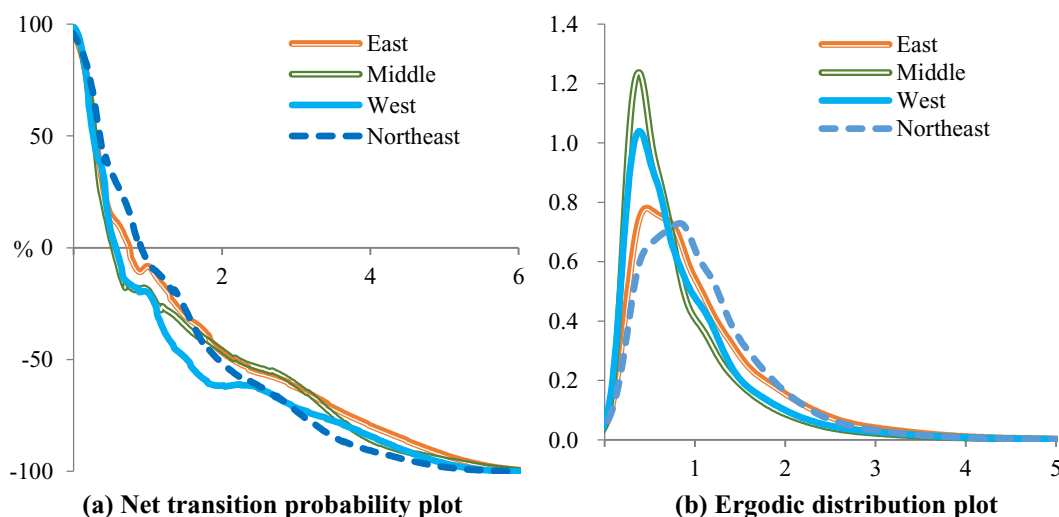 100
50
% 0
-50
-100
2
4
6
East
Middle
West
Northeast
(a) Net transition probability plot
1.4
1.2
1.0
0.8
0.6
0.4
0.2
0.0
1
2
3
4
5
East
Middle
West
Northeast
(b) Ergodic distribution plot